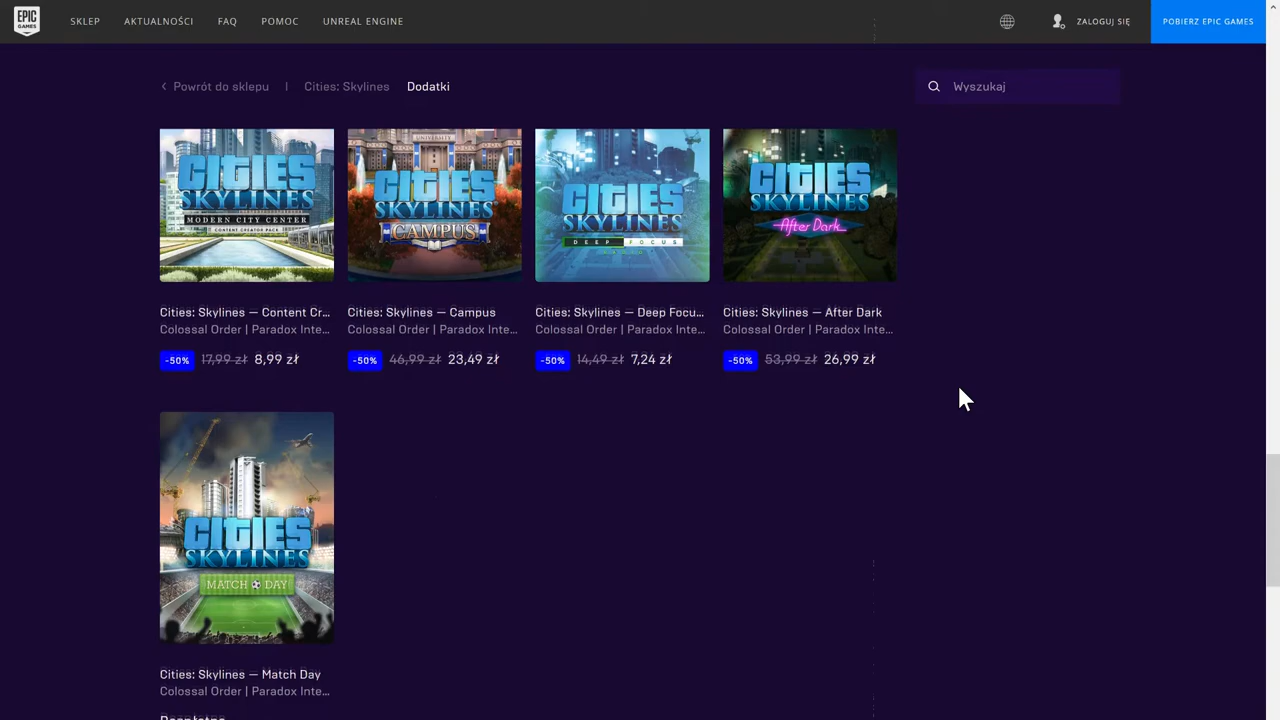 EPIC GAMES
SKLEP AKTUALNOŚCI FAQ POMOC UNREAL ENGINE
ZALOGUJ SIĘ
POBIERZ EPIC GAMES
Powrót do sklepu | Cities: Skylines Dodatki
Wyszukaj
CITIES
SKYLINES
MODERN CITY CENTER
CONTENT CREATOR PACK
UNIVERSITY
CITIES
SKYLINES
CAMPUS
CITIES
SKYLINES
DEEP FOCUS
CITIES
SKYLINES
After Dark
Cities: Skylines — Content Cr...
Colossal Order | Paradox Inte...
-50% 17,99 zł 8,99 zł
Cities: Skylines — Campus
Colossal Order | Paradox Inte...
-50% 46,99 zł 23,49 zł
Cities: Skylines — Deep Focu...
Colossal Order | Paradox Inte...
-50% 14,49 zł 7,24 zł
Cities: Skylines — After Dark
Colossal Order | Paradox Inte...
-50% 53,99 zł 26,99 zł
CITIES
SKYLINES
MATCH DAY
Cities: Skylines — Match Day
Colossal Order | Paradox Inte...